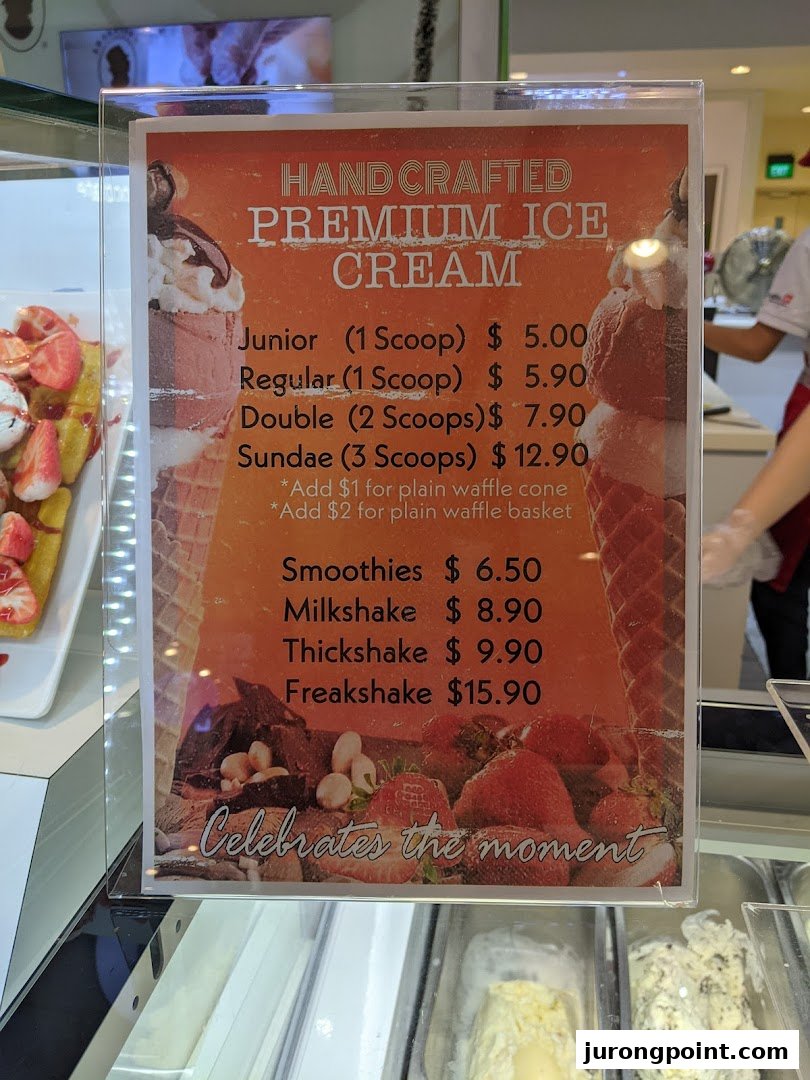 HANDCRAFTED
PREMIUM ICE
CREAM
Junior (1 Scoop) $ 5.00
Regular (1 Scoop) $ 5.90
Double (2 Scoops) $ 7.90
Sundae (3 Scoops) $ 12.90
*Add $1 for plain waffle cone
*Add $2 for plain waffle basket
Smoothies $ 6.50
Milkshake $ 8.90
Thickshake $ 9.90
Freakshake $15.90
Celebrates the moment
EXIT
jurongpoint.com